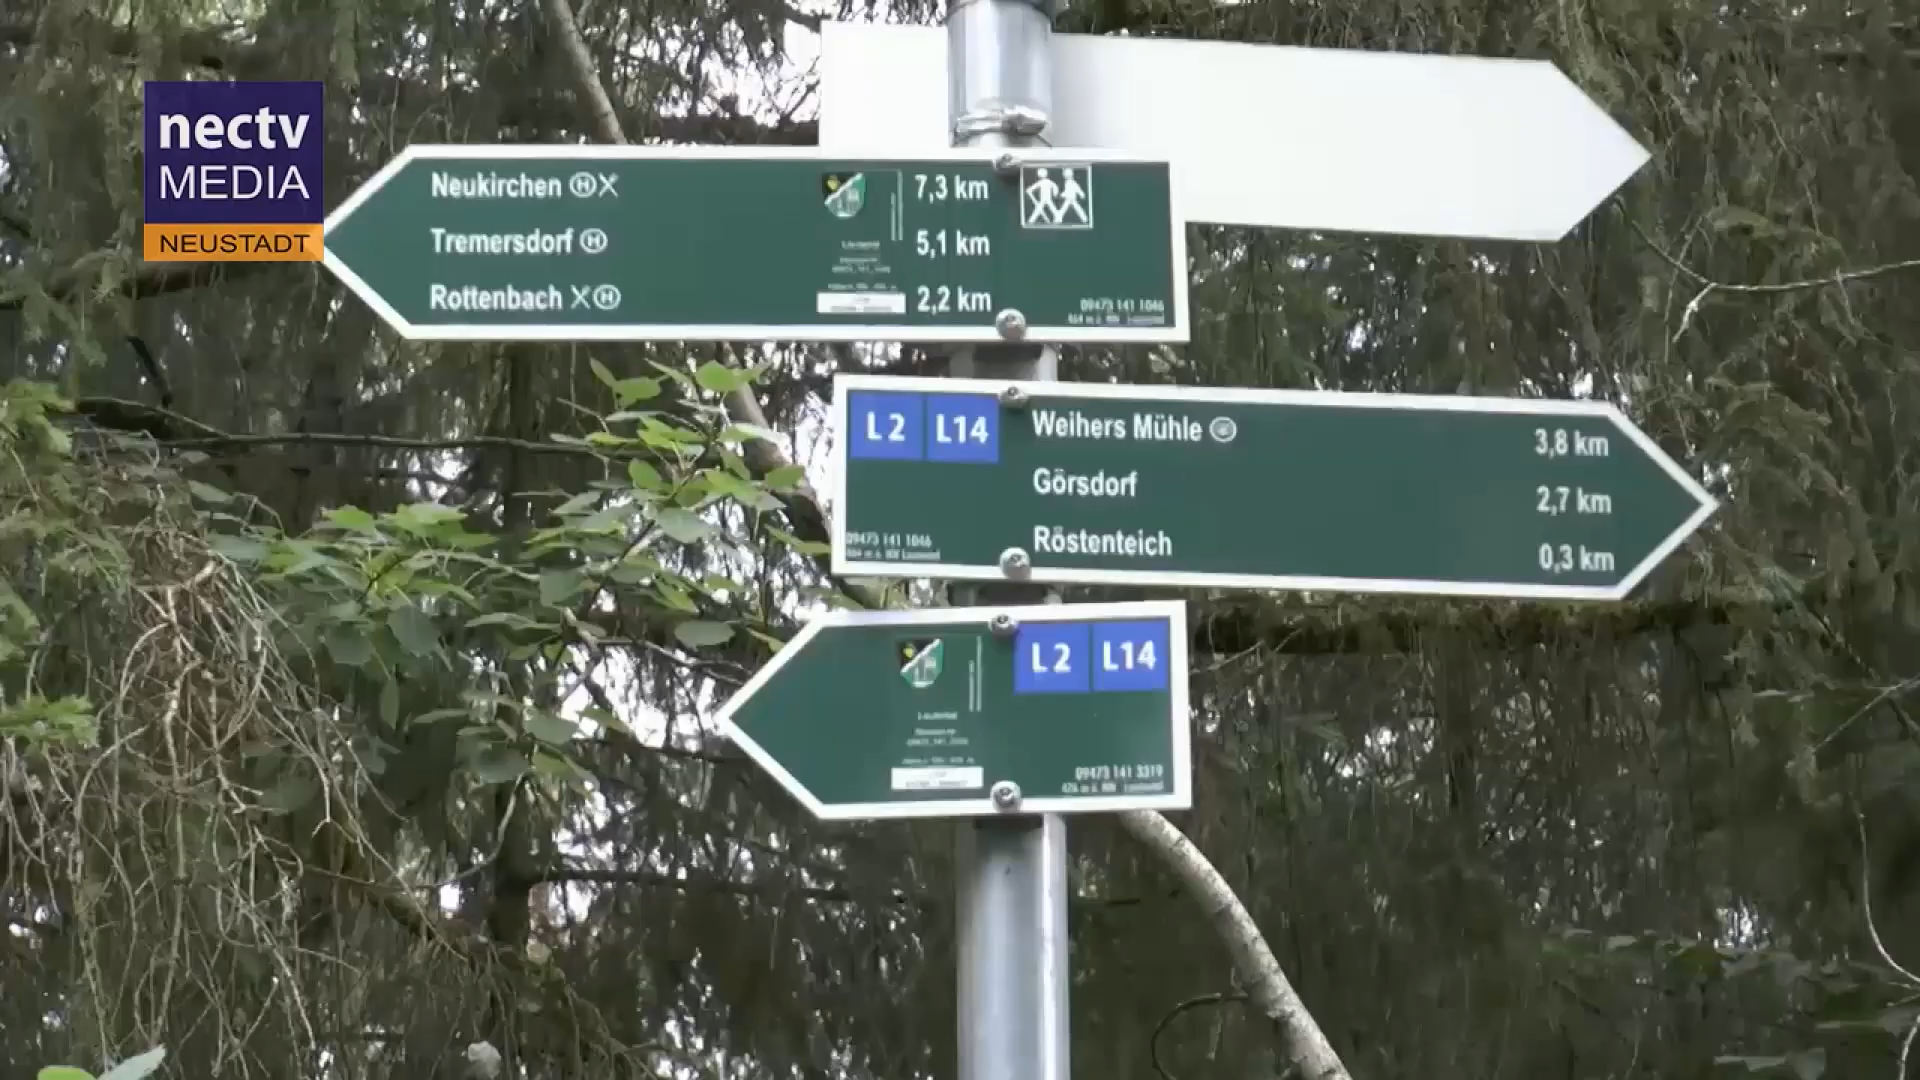 nectv
MEDIA
NEUSTADT
Neukirchen Ⓗ 7,3 km
Tremersdorf Ⓗ 5,1 km
Rottenbach Ⓗ 2,2 km
09473 141 1046
L 2 L14 Weihers Mühle 3,8 km
Görsdorf 2,7 km
Röstenteich 0,3 km
09473 141 1046
L 2 L14
09473 141 3319